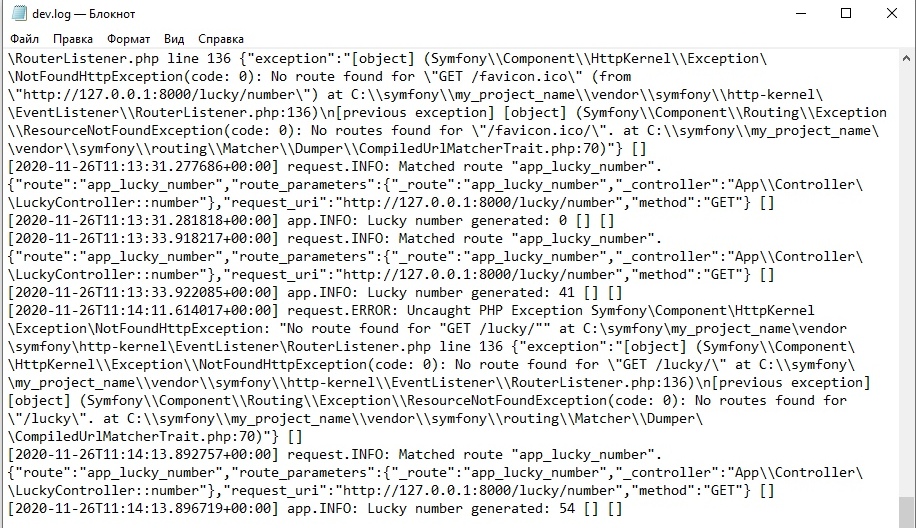 dev.log — Блокнот
Файл Правка Формат Вид Справка
\RouterListener.php line 136 {"exception":"[object] (Symfony\\Component\\HttpKernel\\Exception\
\NotFoundHttpException(code: 0): No route found for \"GET /favicon.ico\" (from
\"http://127.0.0.1:8000/lucky/number\") at C:\\symfony\\my_project_name\\vendor\\symfony\\http-kernel\
\EventListener\\RouterListener.php:136)\n[previous exception] [object] (Symfony\\Component\\Routing\\Exception
\\ResourceNotFoundException(code: 0): No routes found for \"/favicon.ico/\". at C:\\symfony\\my_project_name\
\vendor\\symfony\\routing\\Matcher\\Dumper\\CompiledUrlMatcherTrait.php:70)"} []
[2020-11-26T11:13:31.277686+00:00] request.INFO: Matched route "app_lucky_number".
{"route":"app_lucky_number","route_parameters":{"_route":"app_lucky_number","_controller":"App\\Controller\
\LuckyController::number"},"request_uri":"http://127.0.0.1:8000/lucky/number","method":"GET"} []
[2020-11-26T11:13:31.281818+00:00] app.INFO: Lucky number generated: 0 [] []
[2020-11-26T11:13:33.918217+00:00] request.INFO: Matched route "app_lucky_number".
{"route":"app_lucky_number","route_parameters":{"_route":"app_lucky_number","_controller":"App\\Controller\
\LuckyController::number"},"request_uri":"http://127.0.0.1:8000/lucky/number","method":"GET"} []
[2020-11-26T11:13:33.922085+00:00] app.INFO: Lucky number generated: 41 [] []
[2020-11-26T11:14:11.614017+00:00] request.ERROR: Uncaught PHP Exception Symfony\Component\HttpKernel
\Exception\NotFoundHttpException: "No route found for "GET /lucky/"" at C:\symfony\my_project_name\vendor
\symfony\http-kernel\EventListener\RouterListener.php line 136 {"exception":"[object] (Symfony\\Component\
\HttpKernel\\Exception\\NotFoundHttpException(code: 0): No route found for \"GET /lucky/\" at C:\\symfony\
\my_project_name\\vendor\\symfony\\http-kernel\\EventListener\\RouterListener.php:136)\n[previous exception]
[object] (Symfony\\Component\\Routing\\Exception\\ResourceNotFoundException(code: 0): No routes found for
\"/lucky\". at C:\\symfony\\my_project_name\\vendor\\symfony\\routing\\Matcher\\Dumper\
\CompiledUrlMatcherTrait.php:70)"} []
[2020-11-26T11:14:13.892757+00:00] request.INFO: Matched route "app_lucky_number".
{"route":"app_lucky_number","route_parameters":{"_route":"app_lucky_number","_controller":"App\\Controller\
\LuckyController::number"},"request_uri":"http://127.0.0.1:8000/lucky/number","method":"GET"} []
[2020-11-26T11:14:13.896719+00:00] app.INFO: Lucky number generated: 54 [] []